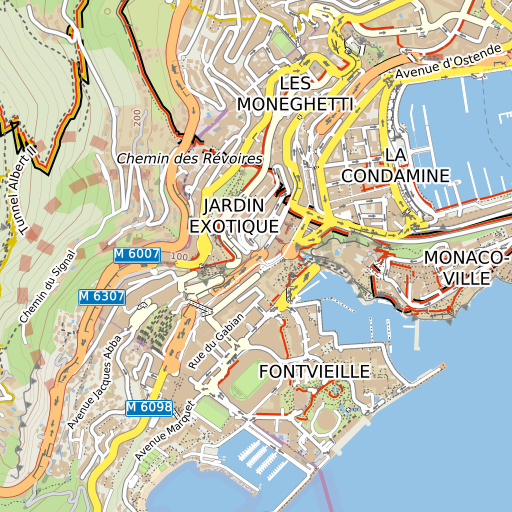 Avenue d'Ostende
LES
MONEGHETTI
200
LA
CONDAMINE
Chemin des Révoires
Tunnel Albert II
JARDIN
EXOTIQUE
M 6007
100
MONACO-
VILLE
Chemin du Signal
M 6307
Rue du Gabian
Avenue Jacques Abba
FONTVIEILLE
M 6098
Avenue Marquet